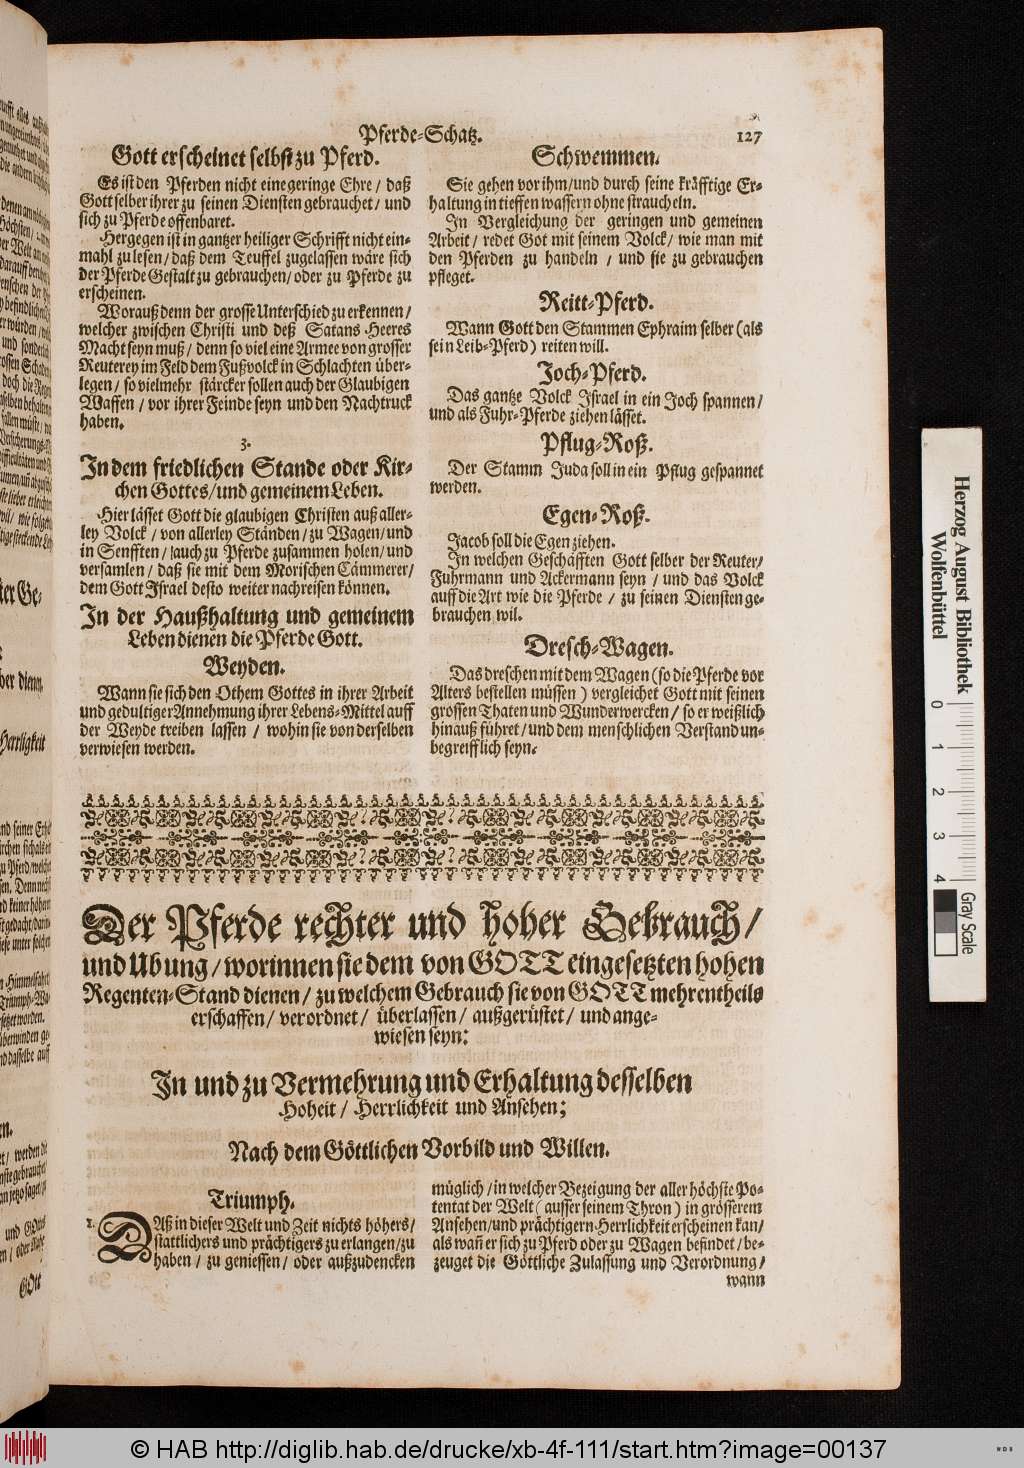 Pferde-Schatz.
127
Gott erscheinet selbst zu Pferd.
Es ist den Pferden nicht eine geringe Ehre / daß
Gott selber ihrer zu seinen Diensten gebrauchet / und
sich zu Pferde offenbaret.
Hergegen ist in gantzer heiliger Schrifft nicht ein-
mahl zu lesen / daß dem Teuffel zugelassen wäre sich
der Pferde Gestalt zu gebrauchen / oder zu Pferde zu
erscheinen.
Worauß denn der grosse Unterschied zu erkennen /
welcher zwischen Christi und deß Satans Heeres
Macht seyn muß / denn so viel eine Armee von grosser
Reuterey im Feld dem Fußvolck in Schlachten über-
legen / so vielmehr stärcker sollen auch der Glaubigen
Waffen / vor ihrer Feinde seyn und den Nachtruck
haben.
3.
In dem friedlichen Stande oder Kir-
chen Gottes / und gemeinem Leben.
Hier lässet Gott die glaubigen Christen auß aller-
ley Volck / von allerley Ständen / zu Wagen / und
in Senfften / auch zu Pferde zusammen holen / und
versamlen / daß sie mit dem Morischen Cämmerer /
dem Gott Israel desto weiter nachreisen können.
In der Haußhaltung und gemeinem
Leben dienen die Pferde Gott.
Weyden.
Wann sie sich den Othem Gottes in ihrer Arbeit
und gedultiger Annehmung ihrer Lebens-Mittel auff
der Weyde treiben lassen / wohin sie von derselben
verwiesen werden.
Schwemmen.
Sie gehen vor ihm / und durch seine kräfftige Er-
haltung in tieffen wassern ohne straucheln.
In Vergleichung der geringen und gemeinen
Arbeit / redet Got mit seinem Volck / wie man mit
den Pferden zu handeln / und sie zu gebrauchen
pfleget.
Reitt-Pferd.
Wann Gott den Stammen Ephraim selber (als
sein Leib-Pferd) reiten will.
Joch-Pferd.
Das gantze Volck Israel in ein Joch spannen /
und als Fuhr-Pferde ziehen lässet.
Pflug-Roß.
Der Stamm Juda soll in ein Pflug gespannet
werden.
Egen-Roß.
Jacob soll die Egen ziehen.
In welchen Geschäfften Gott selber der Reuter /
Fuhrmann und Ackermann seyn / und das Volck
auff die Art wie die Pferde / zu seinen Diensten ge-
brauchen wil.
Dresch-Wagen.
Das dreschen mit dem Wagen (so die Pferde vor
Alters bestellen müssen) vergleichet Gott mit seinen
grossen Thaten und Wunderwercken / so er weißlich
hinauß führet / und dem menschlichen Verstand un-
begreifflich seyn.
Der Pferde rechter und hoher Gebrauch /
und Ubung / worinnen sie dem von GOTT eingesetzten hohen
Regenten-Stand dienen / zu welchem Gebrauch sie von GOTT mehrentheils
erschaffen / verordnet / überlassen / außgerüstet / und ange-
wiesen seyn:
In und zu Vermehrung und Erhaltung desselben
Hoheit / Herrlichkeit und Ansehen;
Nach dem Göttlichen Vorbild und Willen.
Triumph.
1. Daß in dieser Welt und Zeit nichts höhers /
stattlichers und prächtigers zu erlangen / zu
haben / zu geniessen / oder außzudencken
müglich / in welcher Bezeigung der aller höchste Po-
tentat der Welt (ausser seinem Thron) in grösserem
Ansehen / und prächtigern Herrlichkeit erscheinen kan /
als wañ er sich zu Pferd oder zu Wagen befindet / be-
zeuget die Göttliche Zulassung und Verordnung /
wann
Herzog August Bibliothek
Wolfenbüttel
0 1 2 3 4
Gray Scale
© HAB http://diglib.hab.de/drucke/xb-4f-111/start.htm?image=00137
WDB